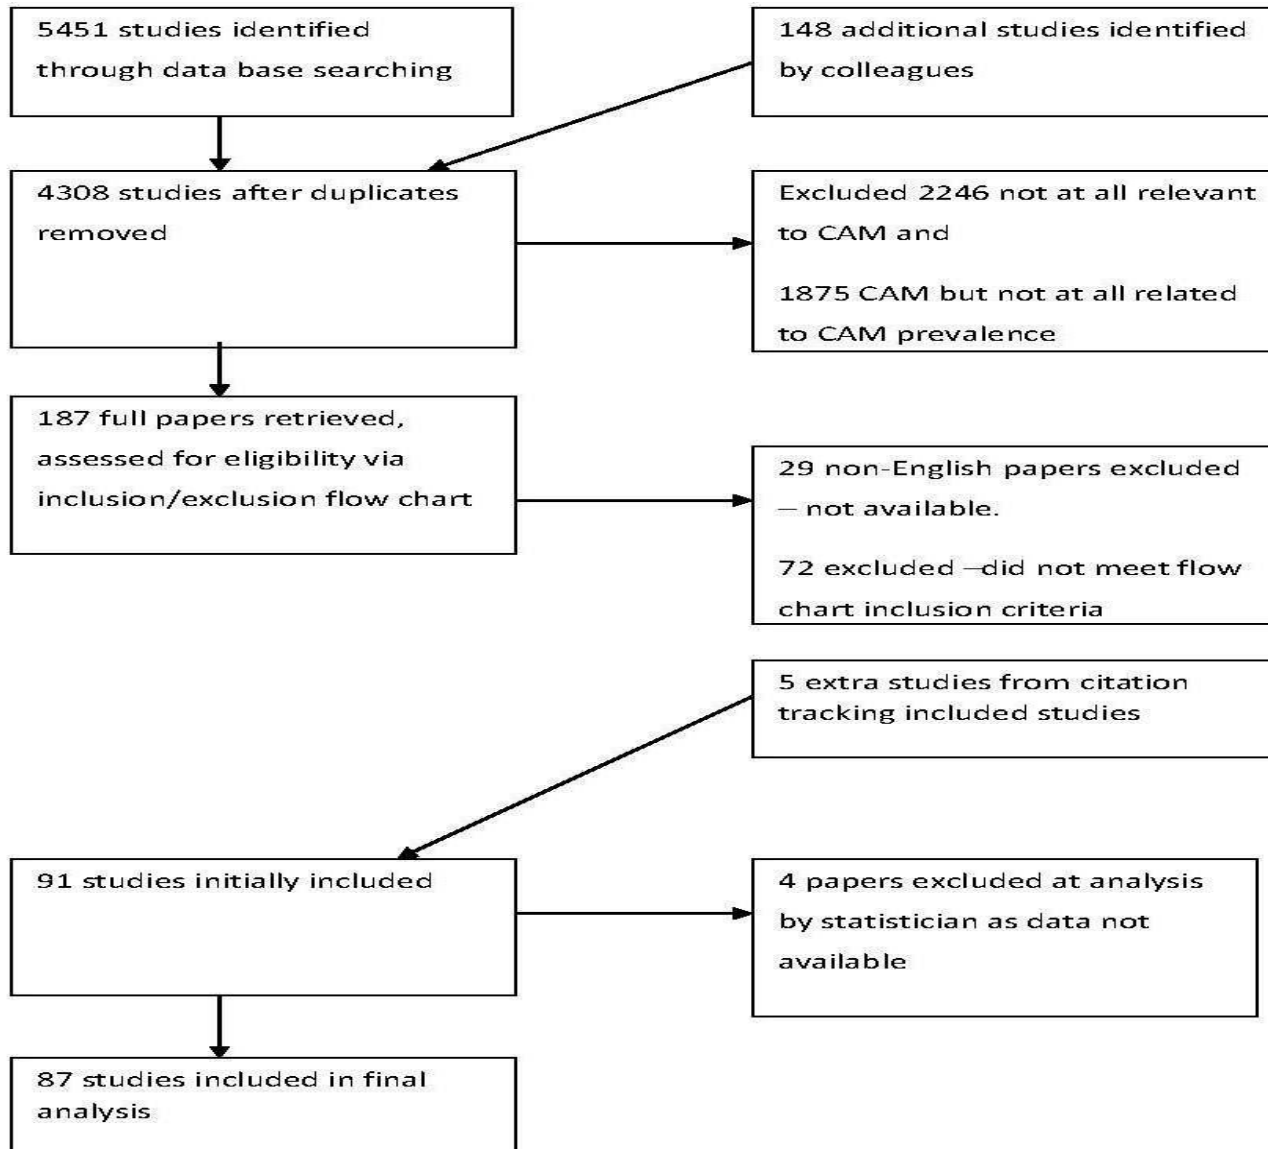 5451 studies identified
through data base searching
148 additional studies identified
by colleagues
4308 studies after duplicates
removed
Excluded 2246 not at all relevant
to CAM and
1875 CAM but not at all related
to CAM prevalence
187 full papers retrieved,
assessed for eligibility via
inclusion/exclusion flow chart
29 non-English papers excluded
– not available.
72 excluded –did not meet flow
chart inclusion criteria
5 extra studies from citation
tracking included studies
91 studies initially included
4 papers excluded at analysis
by statistician as data not
available
87 studies included in final
analysis